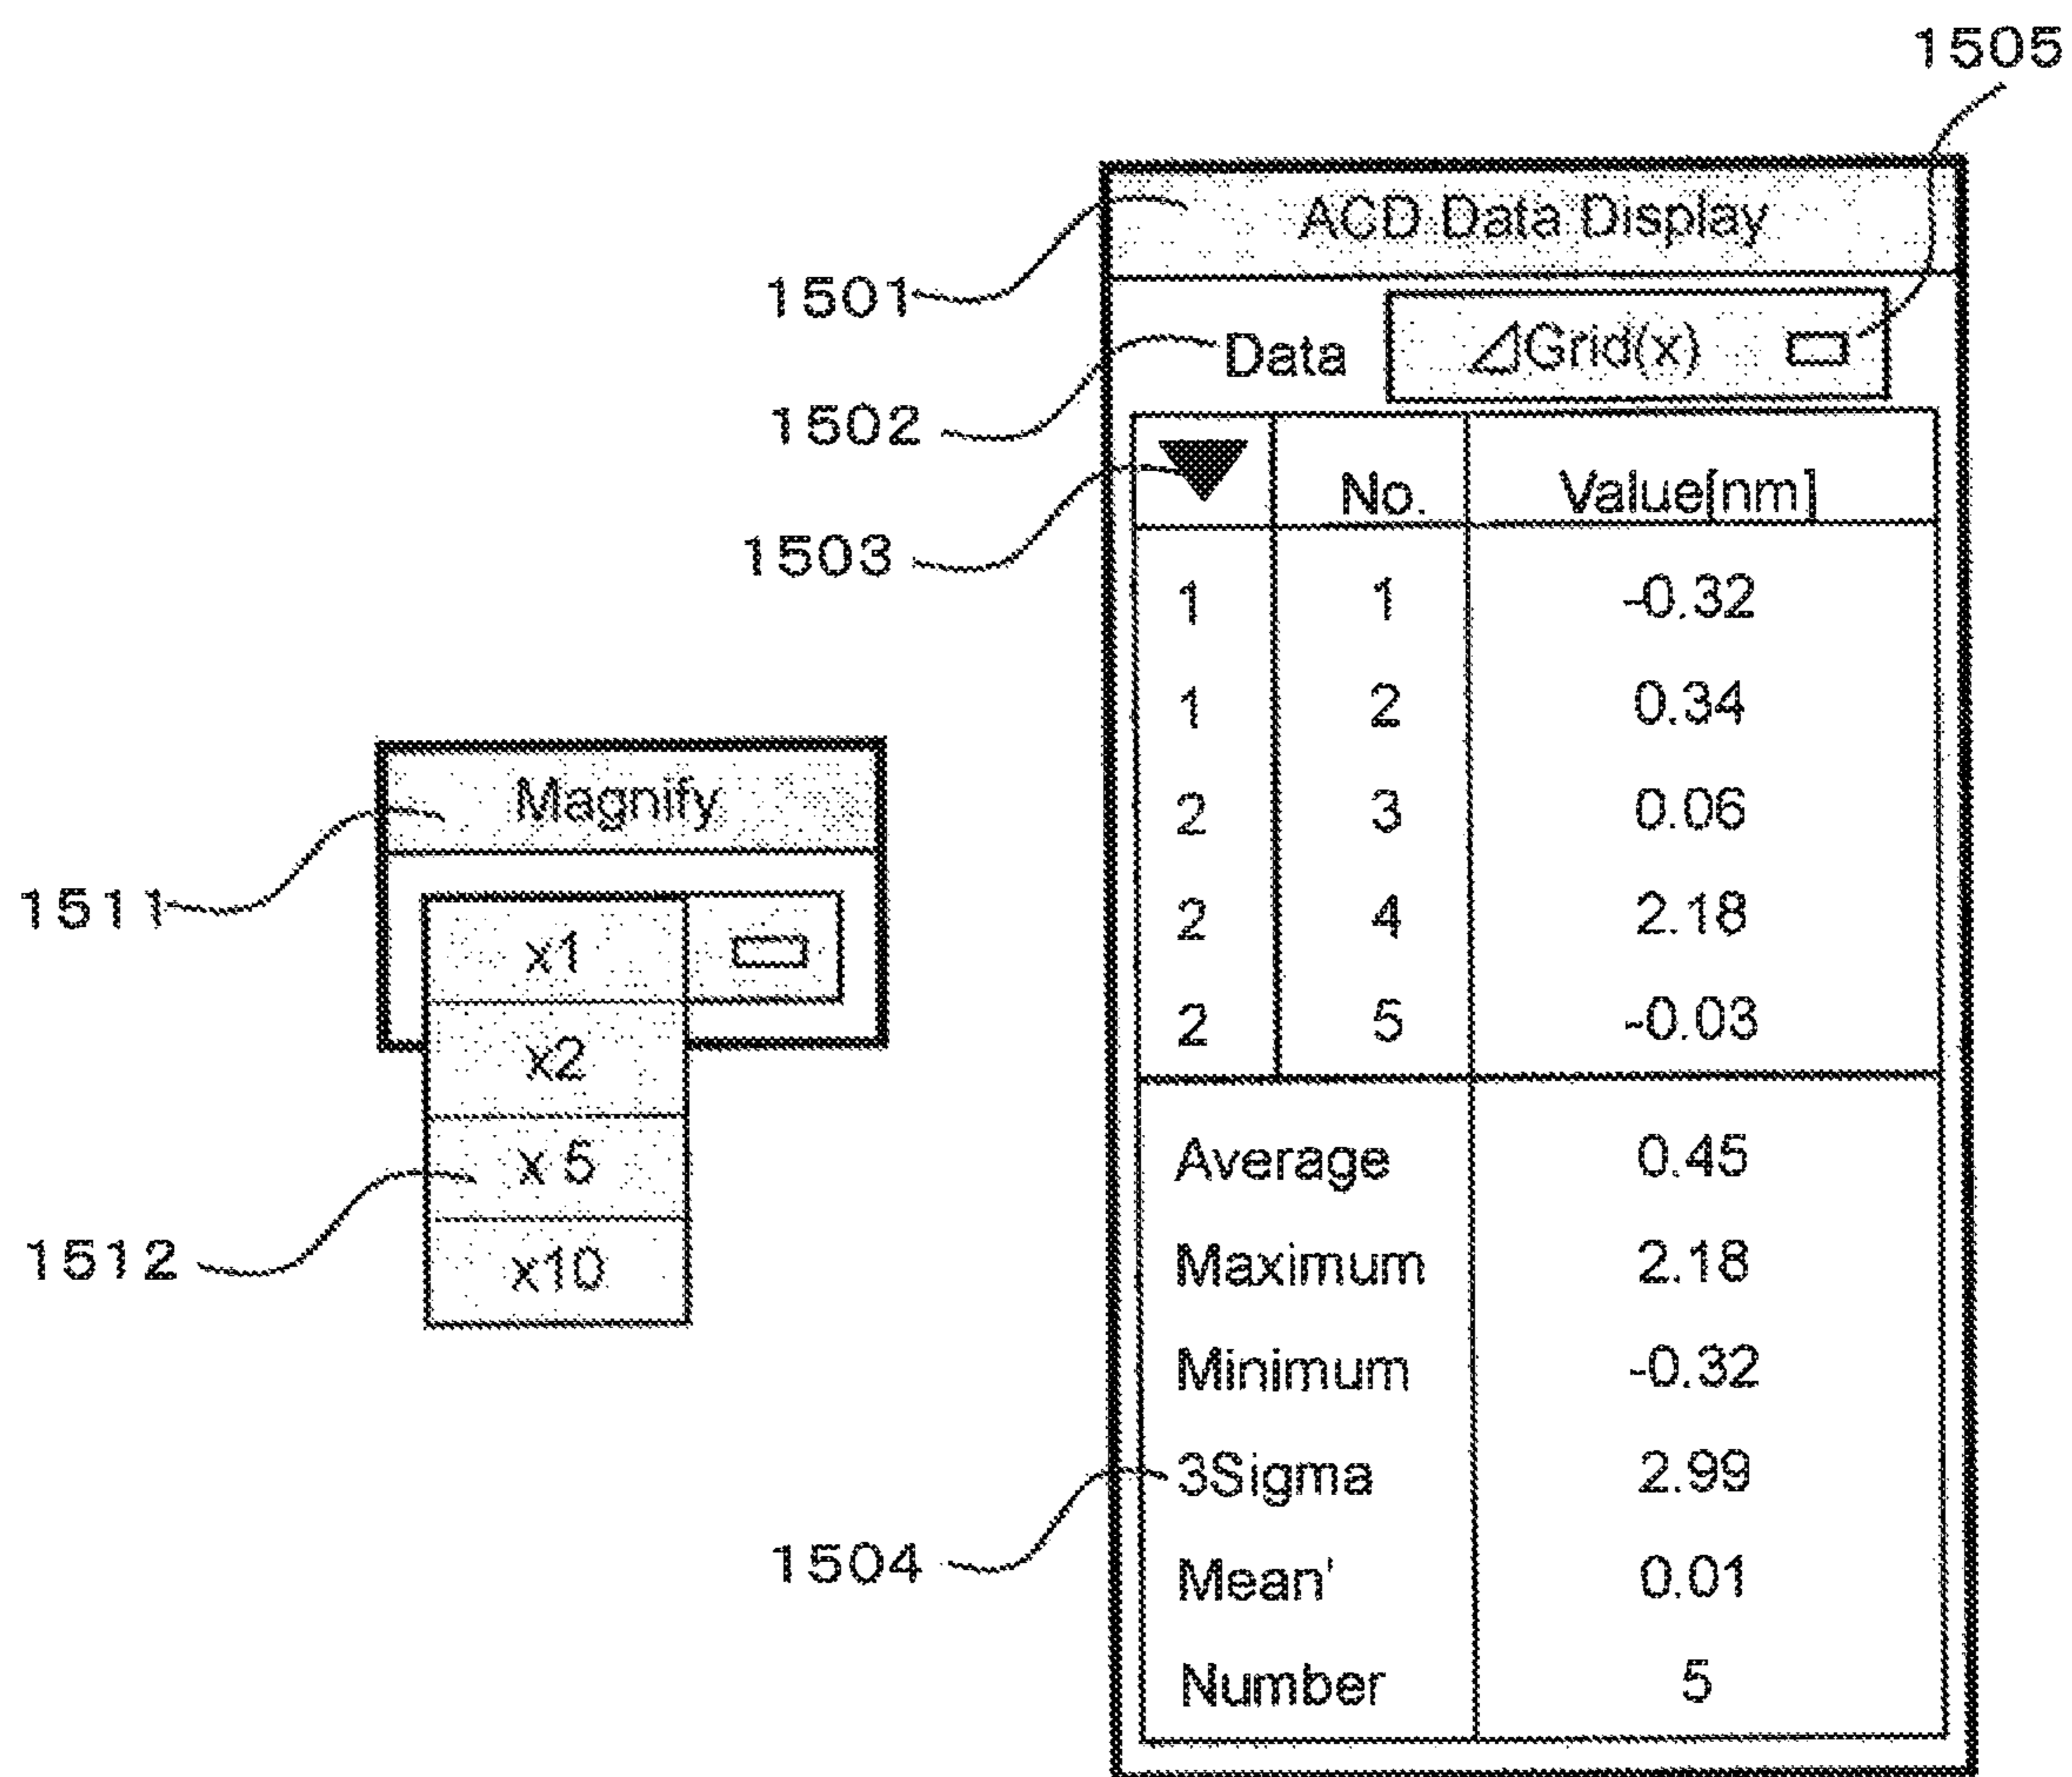 1505
ACD Data Display
1501
Data ⊿Grid(x)
1502
No. Value[nm]
1503
1 1 -0.32
1 2 0.34
2 3 0.06
2 4 2.18
2 5 -0.03
Average 0.45
Maximum 2.18
Minimum -0.32
3Sigma 2.99
1504
Mean' 0.01
Number 5
Magnify
1511
x1
x2
x 5
1512
x10